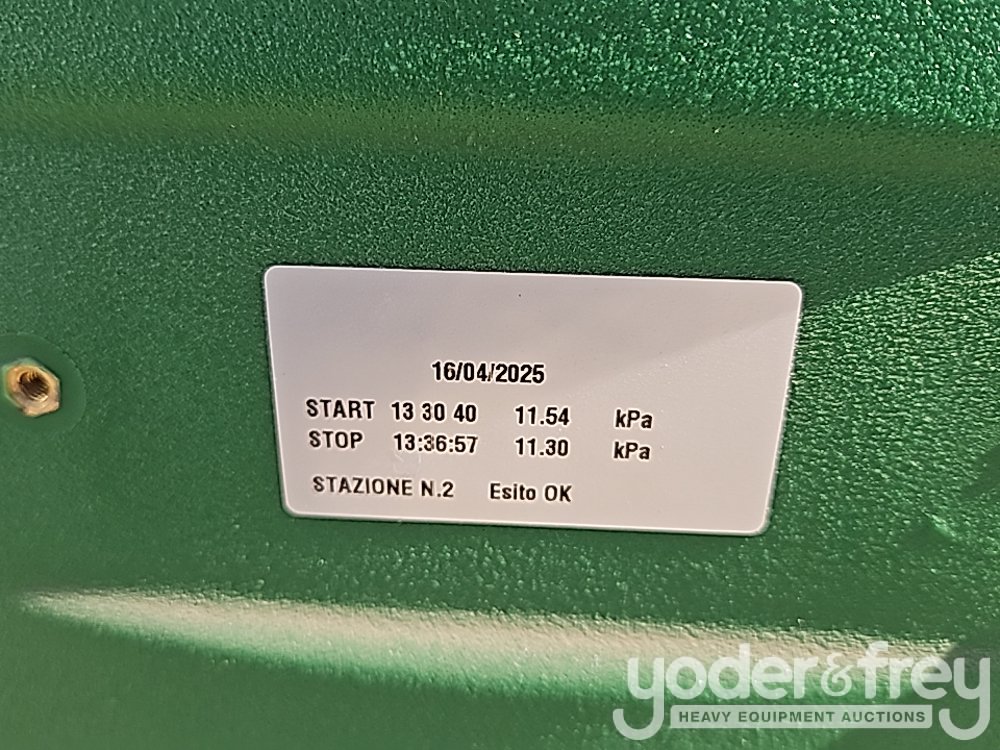 16/04/2025
START 13 30 40 11.54 kPa
STOP 13:36:57 11.30 kPa
STAZIONE N.2 Esito OK
yoder&frey
HEAVY EQUIPMENT AUCTIONS